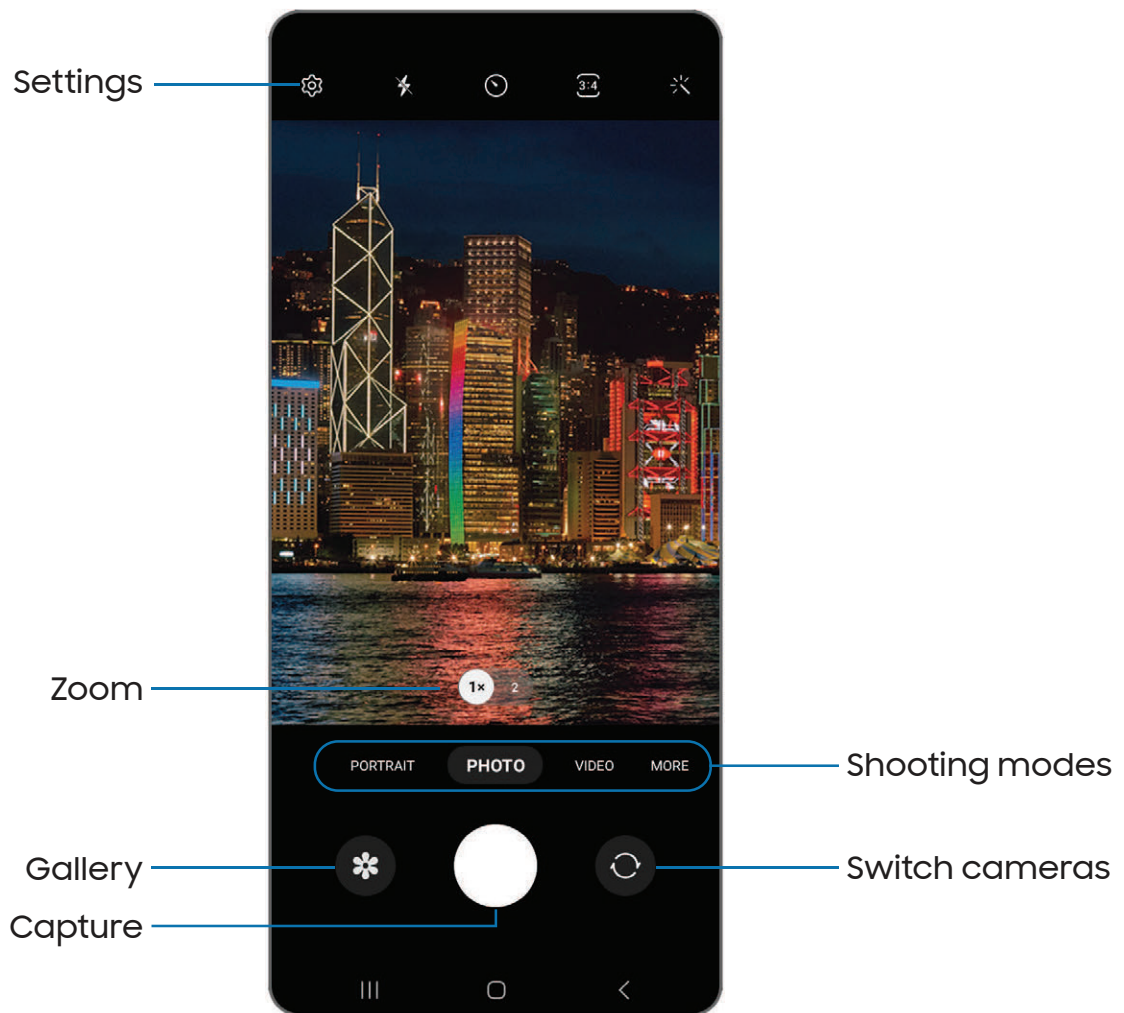 Settings
3:4
Zoom
1× 2
PORTRAIT PHOTO VIDEO MORE
Shooting modes
Gallery
Switch cameras
Capture